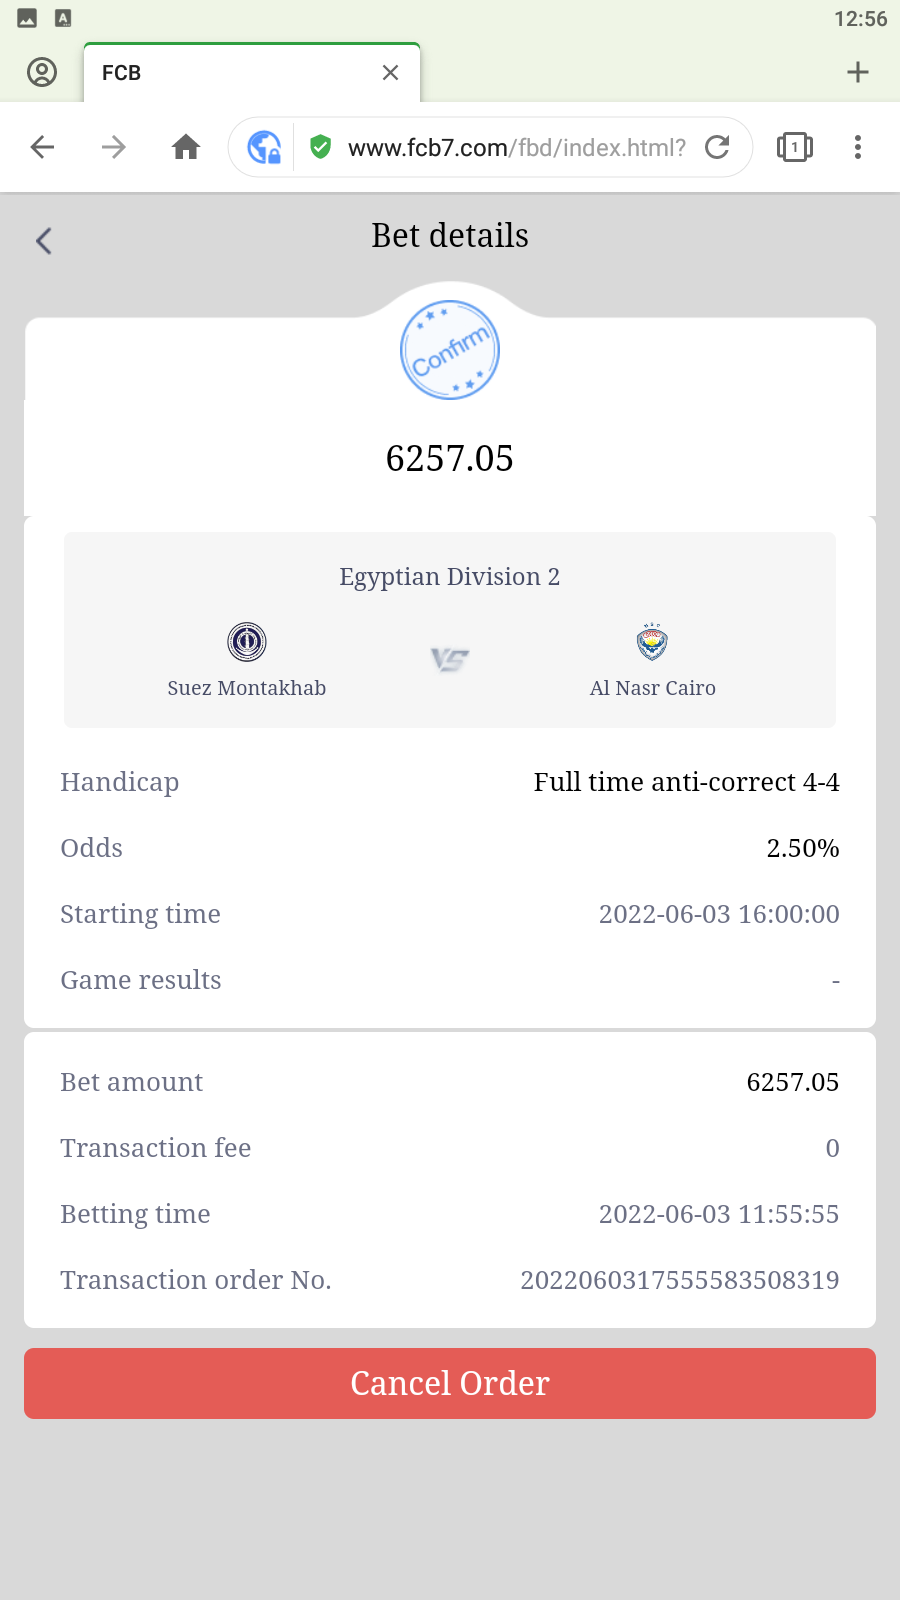 12:56
FCB
www.fcb7.com/fbd/index.html?
1
Bet details
Confirm
6257.05
Egyptian Division 2
VS
Suez Montakhab
Al Nasr Cairo
Handicap
Full time anti-correct 4-4
Odds
2.50%
Starting time
2022-06-03 16:00:00
Game results
-
Bet amount
6257.05
Transaction fee
0
Betting time
2022-06-03 11:55:55
Transaction order No.
2022060317555583508319
Cancel Order